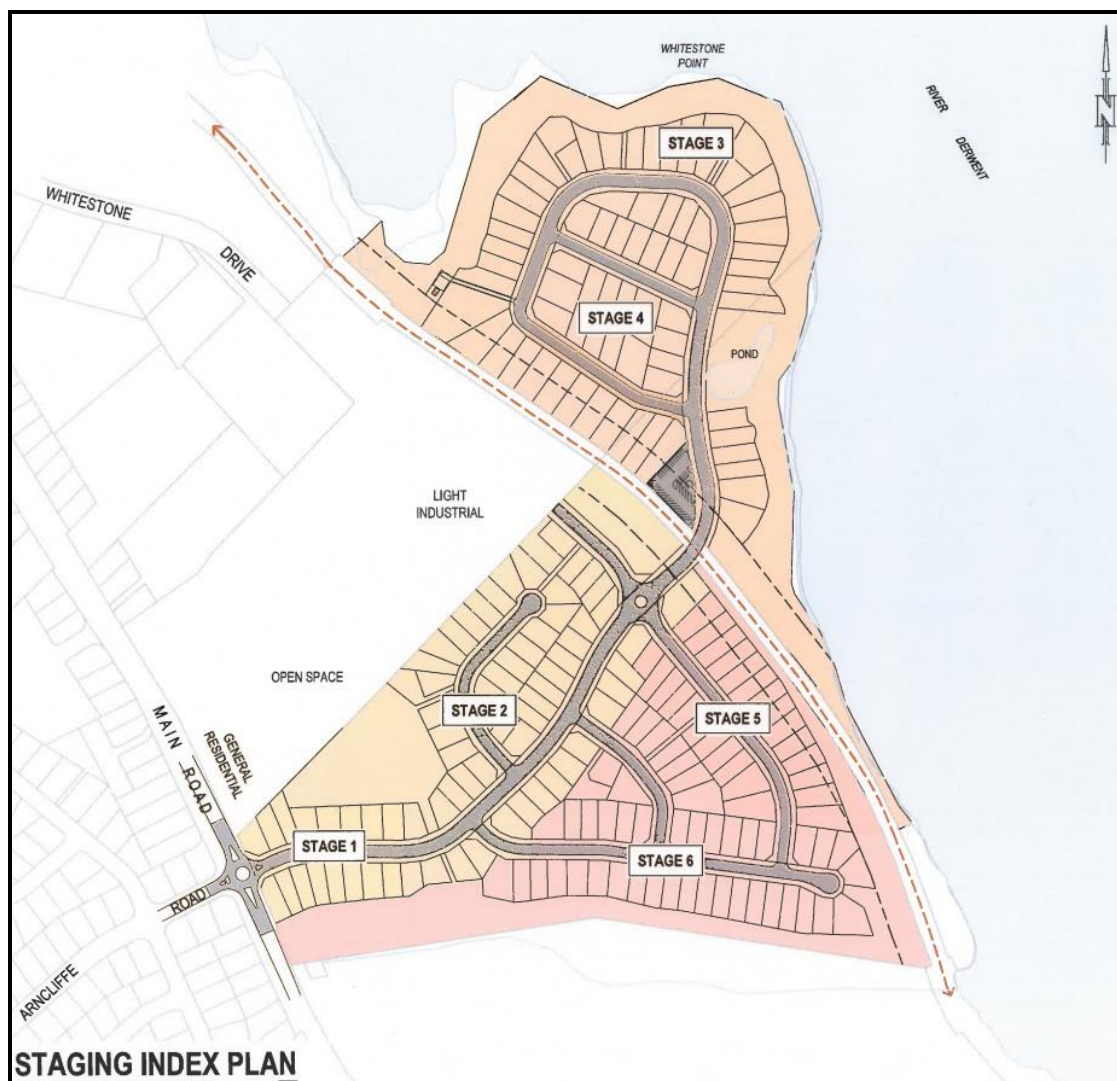 WHITESTONE
POINT
RIVER
DERWENT
N
STAGE 3
WHITESTONE
DRIVE
STAGE 4
POND
LIGHT
INDUSTRIAL
OPEN SPACE
STAGE 2
STAGE 5
MAIN ROAD
GENERAL
RESIDENTIAL
STAGE 1
STAGE 6
ROAD
ARNCLIFFE
STAGING INDEX PLAN